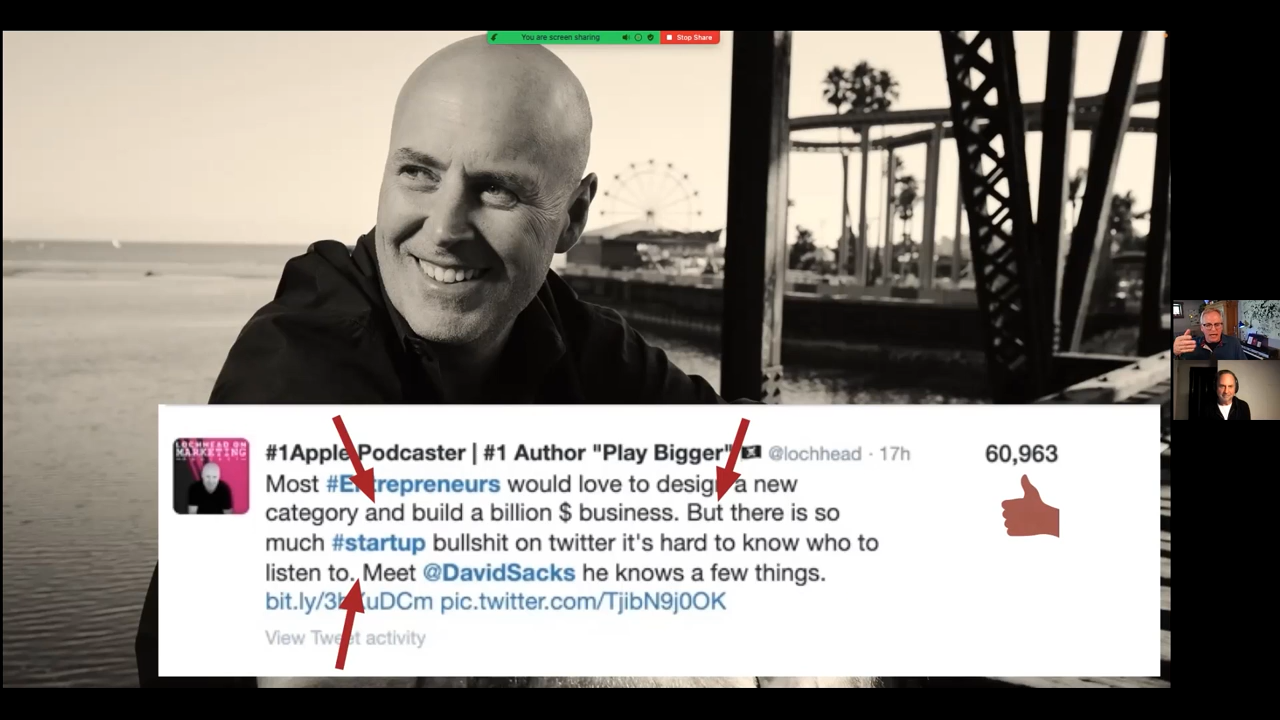 You are screen sharing
Stop Share
LOCHHEAD ON
MARKETING
#1Apple Podcaster | #1 Author "Play Bigger" @lochhead · 17h
60,963
Most #Entrepreneurs would love to design a new
category and build a billion $ business. But there is so
much #startup bullshit on twitter it's hard to know who to
listen to. Meet @DavidSacks he knows a few things.
pic.twitter.com/TjibN9j0OK
View Tweet activity